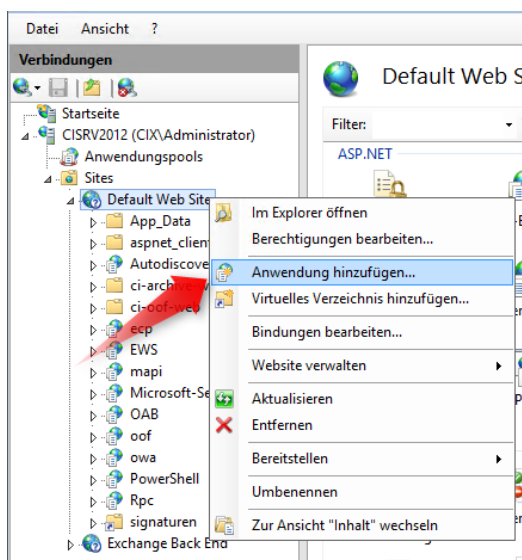 Datei Ansicht ?
Verbindungen
Startseite
CISRV2012 (CIX\Administrator)
Anwendungspools
Sites
Default Web Site
App_Data
aspnet_client
Autodiscove
ci-archive
ci-oof-web
ecp
EWS
mapi
Microsoft-Se
OAB
oof
owa
PowerShell
Rpc
signaturen
Exchange Back End
Default Web S
Filter:
ASP.NET
Im Explorer öffnen
Berechtigungen bearbeiten...
Anwendung hinzufügen...
Virtuelles Verzeichnis hinzufügen...
Bindungen bearbeiten...
Website verwalten
Aktualisieren
Entfernen
Bereitstellen
Umbenennen
Zur Ansicht "Inhalt" wechseln